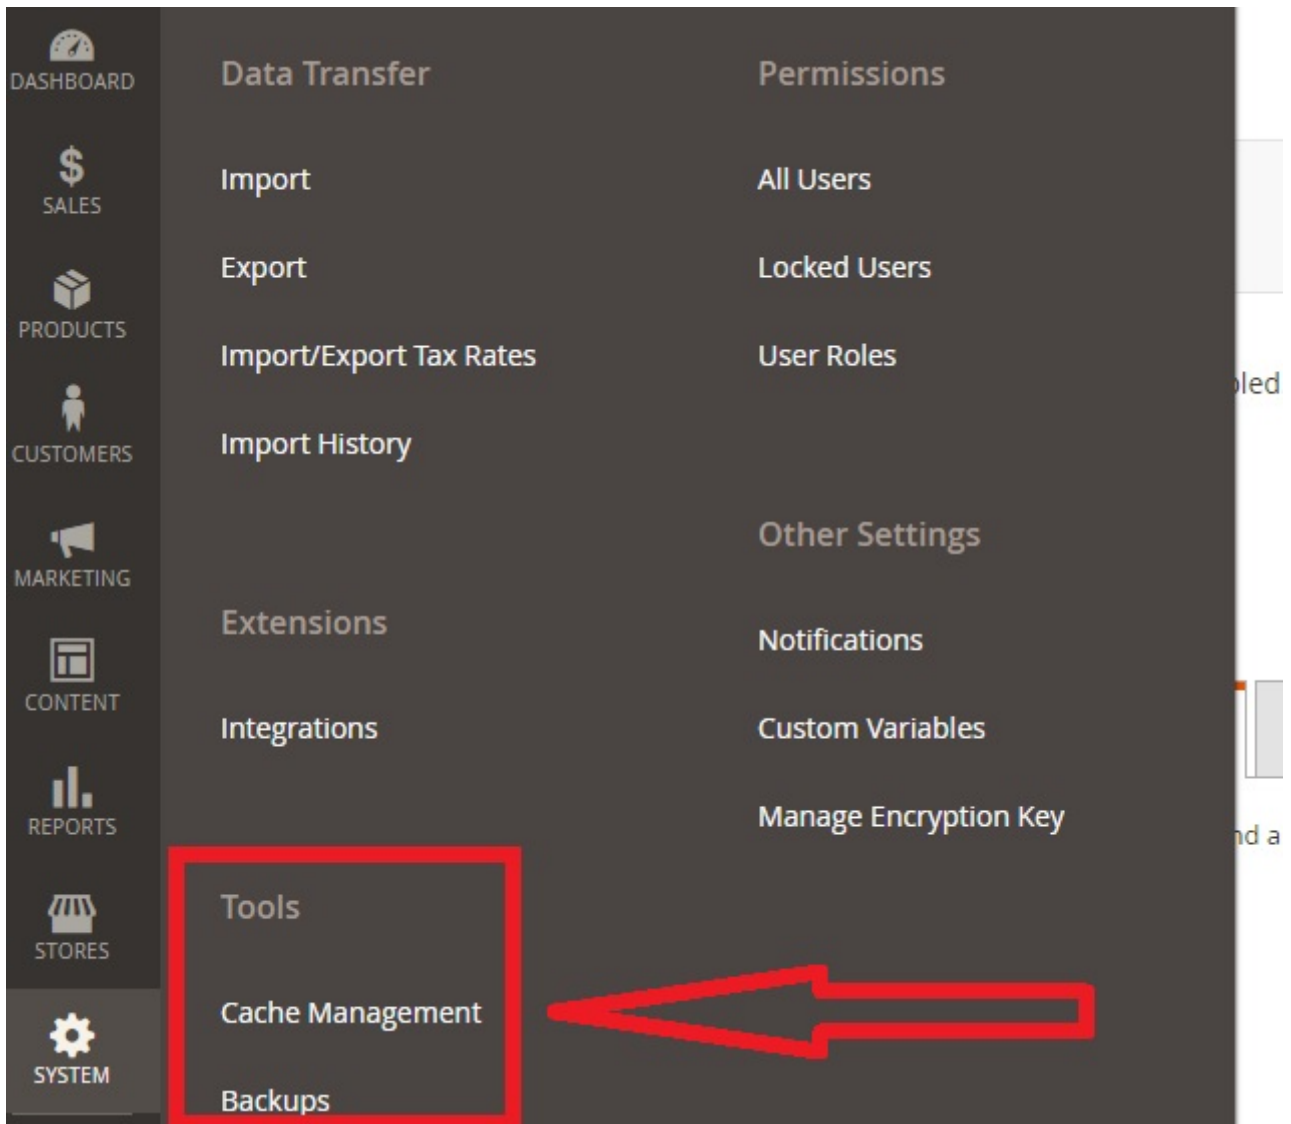 DASHBOARD
SALES
PRODUCTS
CUSTOMERS
MARKETING
CONTENT
REPORTS
STORES
SYSTEM
Data Transfer
Import
Export
Import/Export Tax Rates
Import History
Extensions
Integrations
Tools
Cache Management
Backups
Permissions
All Users
Locked Users
User Roles
Other Settings
Notifications
Custom Variables
Manage Encryption Key